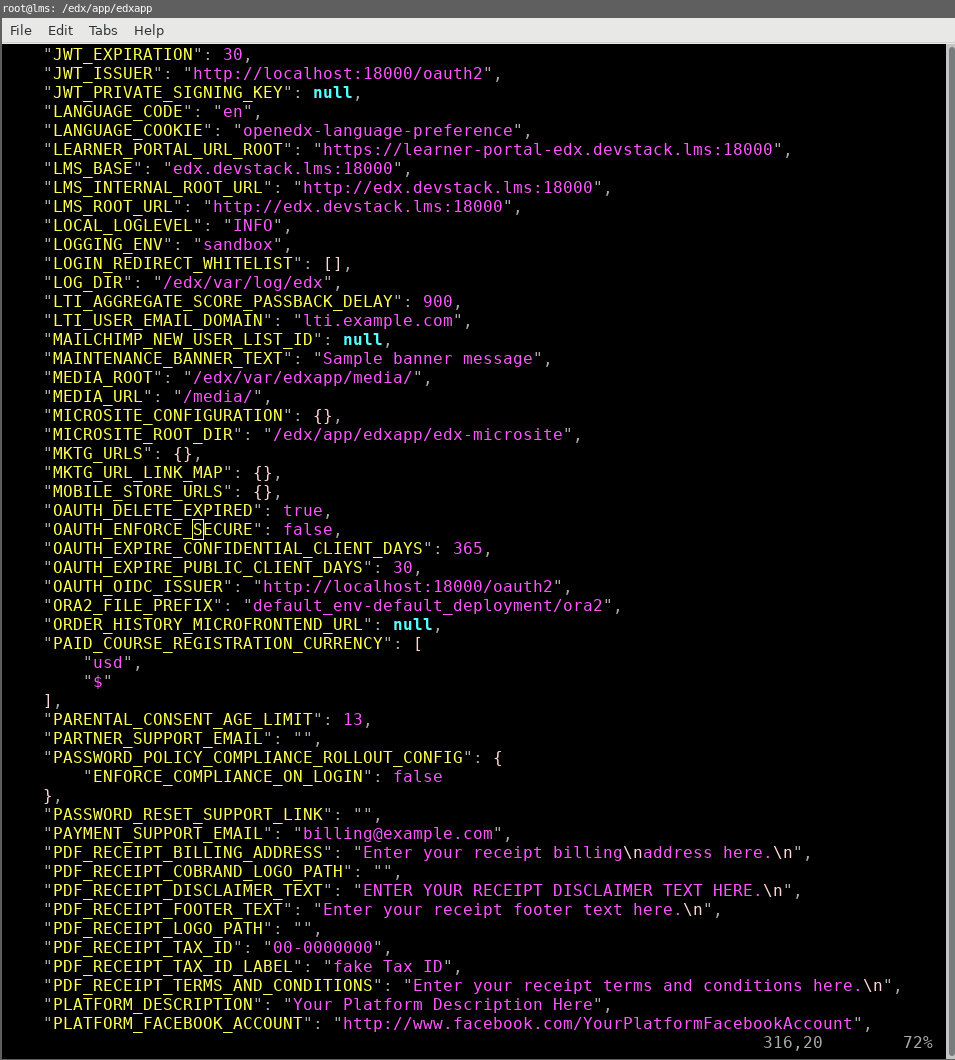 root@lms: /edx/app/edxapp
File Edit Tabs Help
"JWT_EXPIRATION": 30,
"JWT_ISSUER": "http://localhost:18000/oauth2",
"JWT_PRIVATE_SIGNING_KEY": null,
"LANGUAGE_CODE": "en",
"LANGUAGE_COOKIE": "openedx-language-preference",
"LEARNER_PORTAL_URL_ROOT": "https://learner-portal-edx.devstack.lms:18000",
"LMS_BASE": "edx.devstack.lms:18000",
"LMS_INTERNAL_ROOT_URL": "http://edx.devstack.lms:18000",
"LMS_ROOT_URL": "http://edx.devstack.lms:18000",
"LOCAL_LOGLEVEL": "INFO",
"LOGGING_ENV": "sandbox",
"LOGIN_REDIRECT_WHITELIST": [],
"LOG_DIR": "/edx/var/log/edx",
"LTI_AGGREGATE_SCORE_PASSBACK_DELAY": 900,
"LTI_USER_EMAIL_DOMAIN": "lti.example.com",
"MAILCHIMP_NEW_USER_LIST_ID": null,
"MAINTENANCE_BANNER_TEXT": "Sample banner message",
"MEDIA_ROOT": "/edx/var/edxapp/media/",
"MEDIA_URL": "/media/",
"MICROSITE_CONFIGURATION": {},
"MICROSITE_ROOT_DIR": "/edx/app/edxapp/edx-microsite",
"MKTG_URLS": {},
"MKTG_URL_LINK_MAP": {},
"MOBILE_STORE_URLS": {},
"OAUTH_DELETE_EXPIRED": true,
"OAUTH_ENFORCE_SECURE": false,
"OAUTH_EXPIRE_CONFIDENTIAL_CLIENT_DAYS": 365,
"OAUTH_EXPIRE_PUBLIC_CLIENT_DAYS": 30,
"OAUTH_OIDC_ISSUER": "http://localhost:18000/oauth2",
"ORA2_FILE_PREFIX": "default_env-default_deployment/ora2",
"ORDER_HISTORY_MICROFRONTEND_URL": null,
"PAID_COURSE_REGISTRATION_CURRENCY": [
"usd",
"$"
],
"PARENTAL_CONSENT_AGE_LIMIT": 13,
"PARTNER_SUPPORT_EMAIL": "",
"PASSWORD_POLICY_COMPLIANCE_ROLLOUT_CONFIG": {
"ENFORCE_COMPLIANCE_ON_LOGIN": false
},
"PASSWORD_RESET_SUPPORT_LINK": "",
"PAYMENT_SUPPORT_EMAIL": "billing@example.com",
"PDF_RECEIPT_BILLING_ADDRESS": "Enter your receipt billing\naddress here.\n",
"PDF_RECEIPT_COBRAND_LOGO_PATH": "",
"PDF_RECEIPT_DISCLAIMER_TEXT": "ENTER YOUR RECEIPT DISCLAIMER TEXT HERE.\n",
"PDF_RECEIPT_FOOTER_TEXT": "Enter your receipt footer text here.\n",
"PDF_RECEIPT_LOGO_PATH": "",
"PDF_RECEIPT_TAX_ID": "00-0000000",
"PDF_RECEIPT_TAX_ID_LABEL": "fake Tax ID",
"PDF_RECEIPT_TERMS_AND_CONDITIONS": "Enter your receipt terms and conditions here.\n",
"PLATFORM_DESCRIPTION": "Your Platform Description Here",
"PLATFORM_FACEBOOK_ACCOUNT": "http://www.facebook.com/YourPlatformFacebookAccount",
316,20 72%